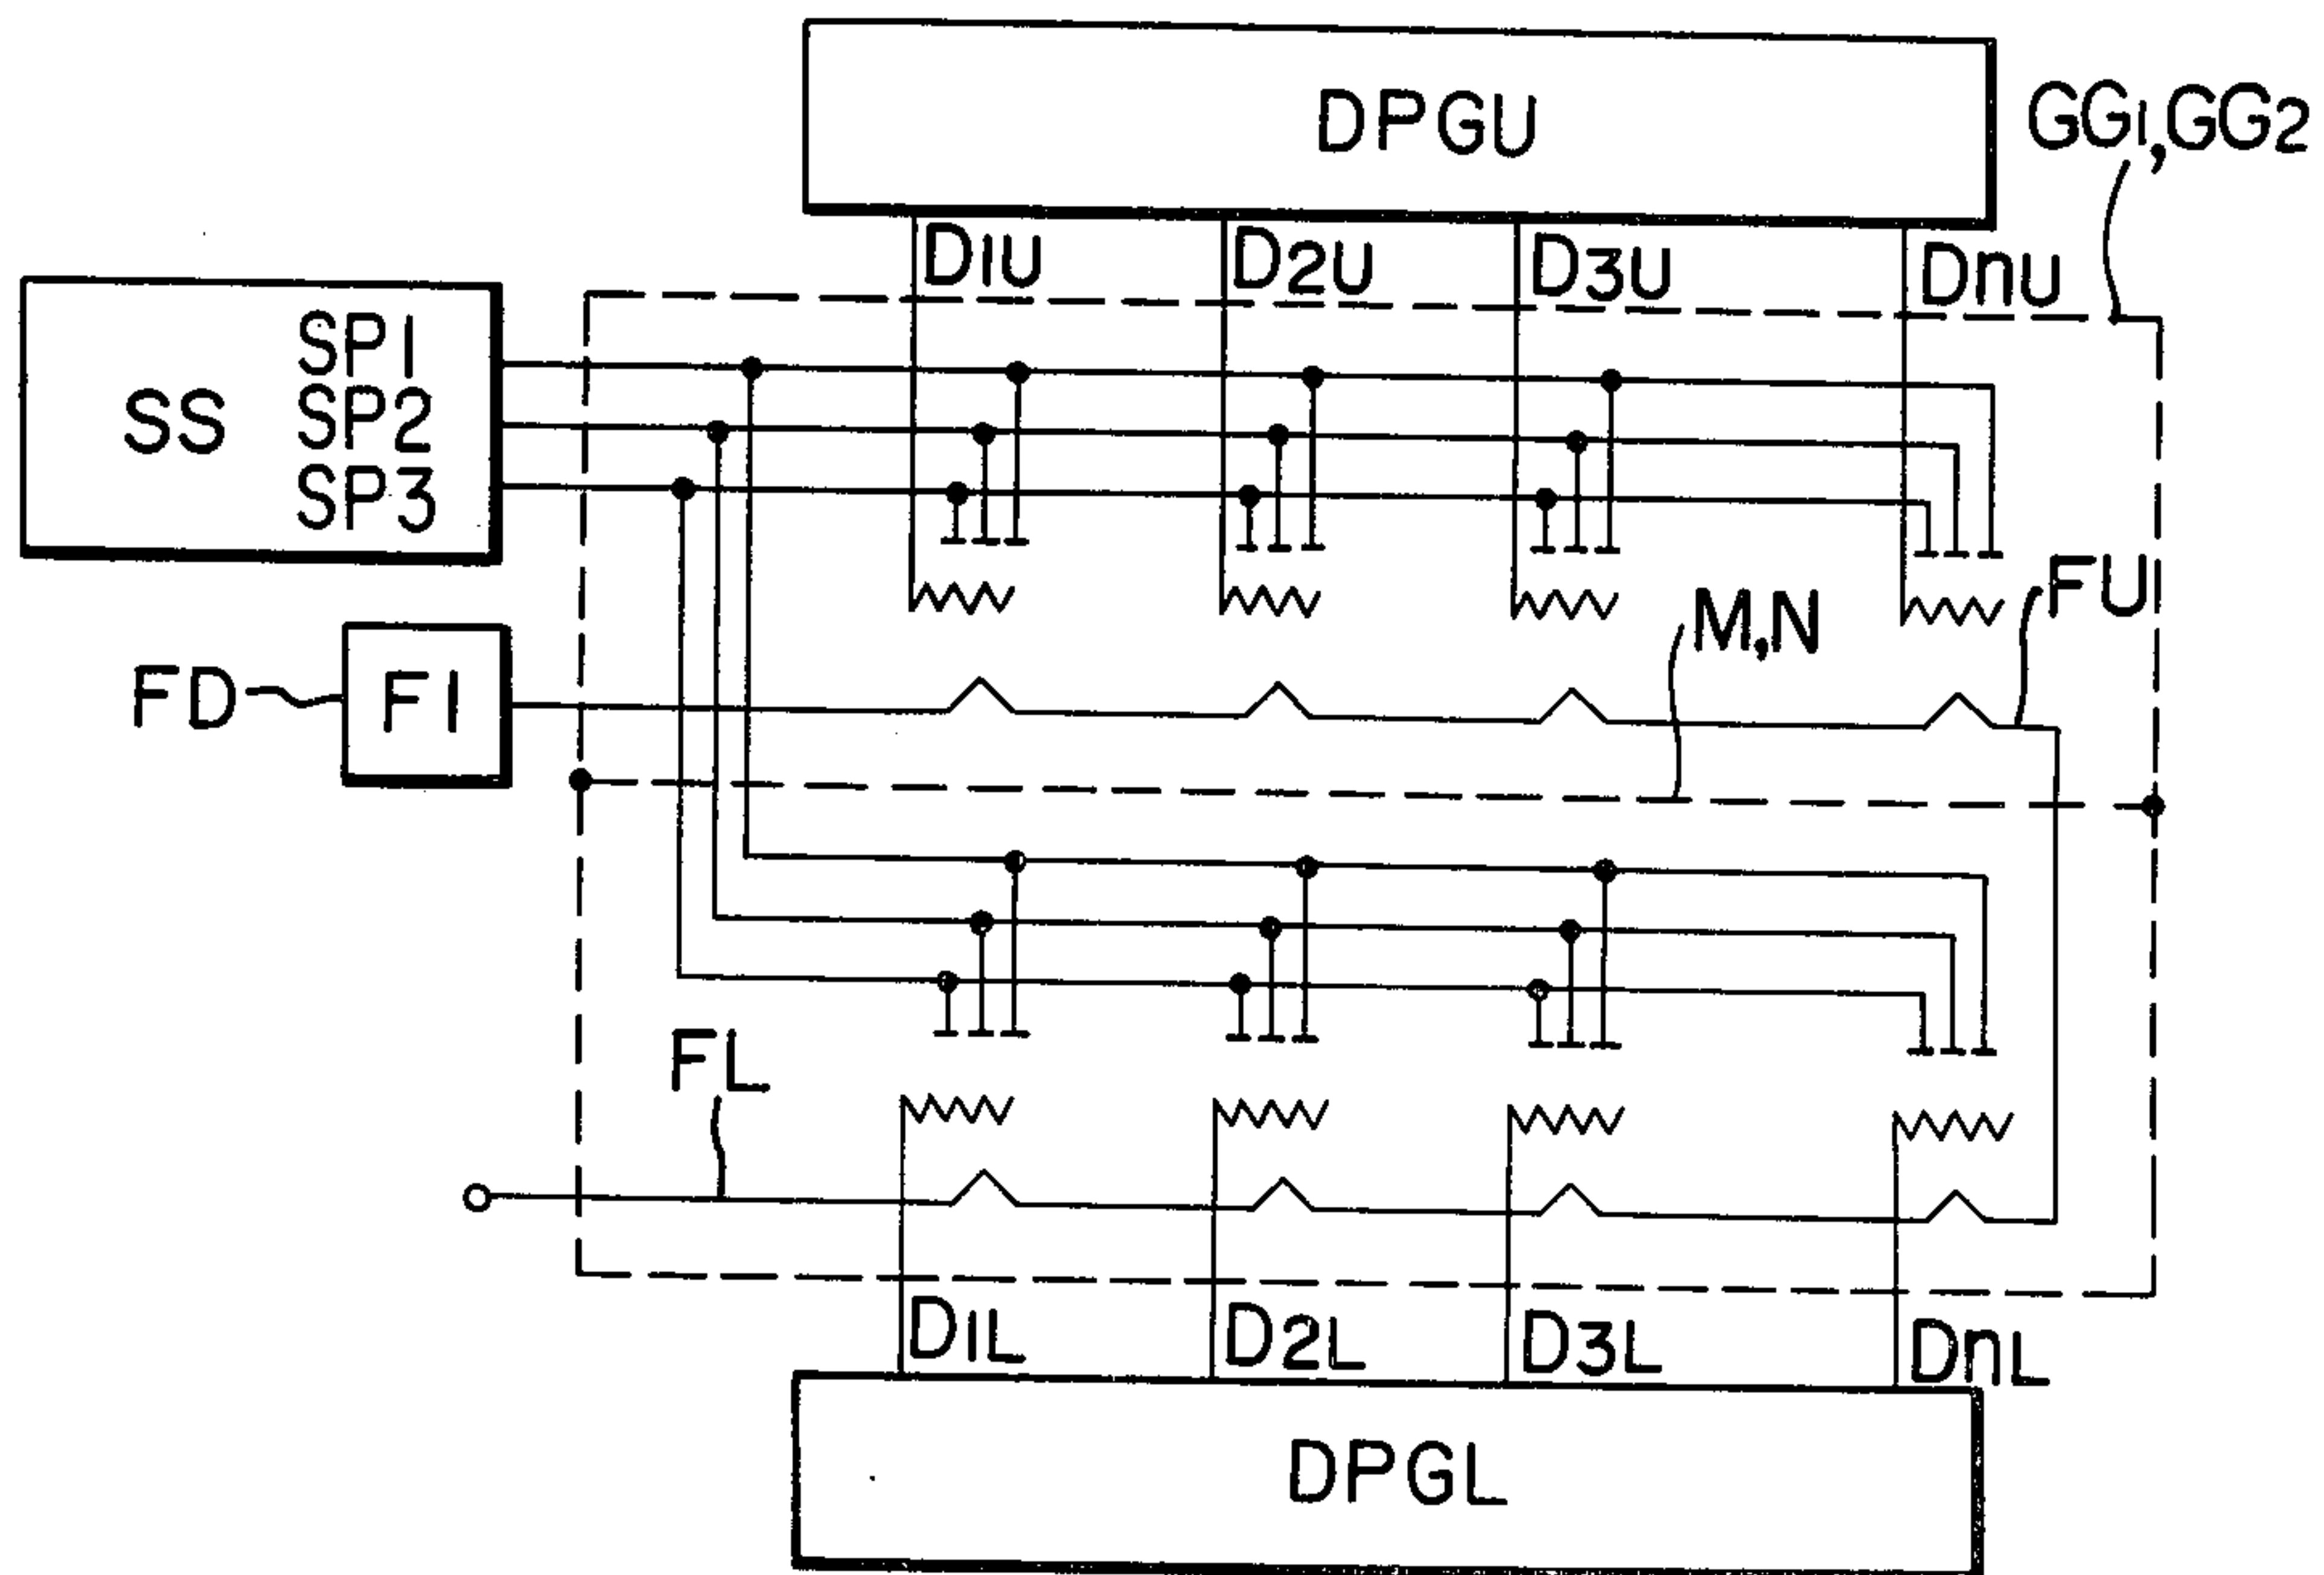 DPGU
GG1,GG2
D1U D2U D3U DnU
SP1
SS SP2
SP3
FU
M,N
FD F1
FL
D1L D2L D3L DnL
DPGL